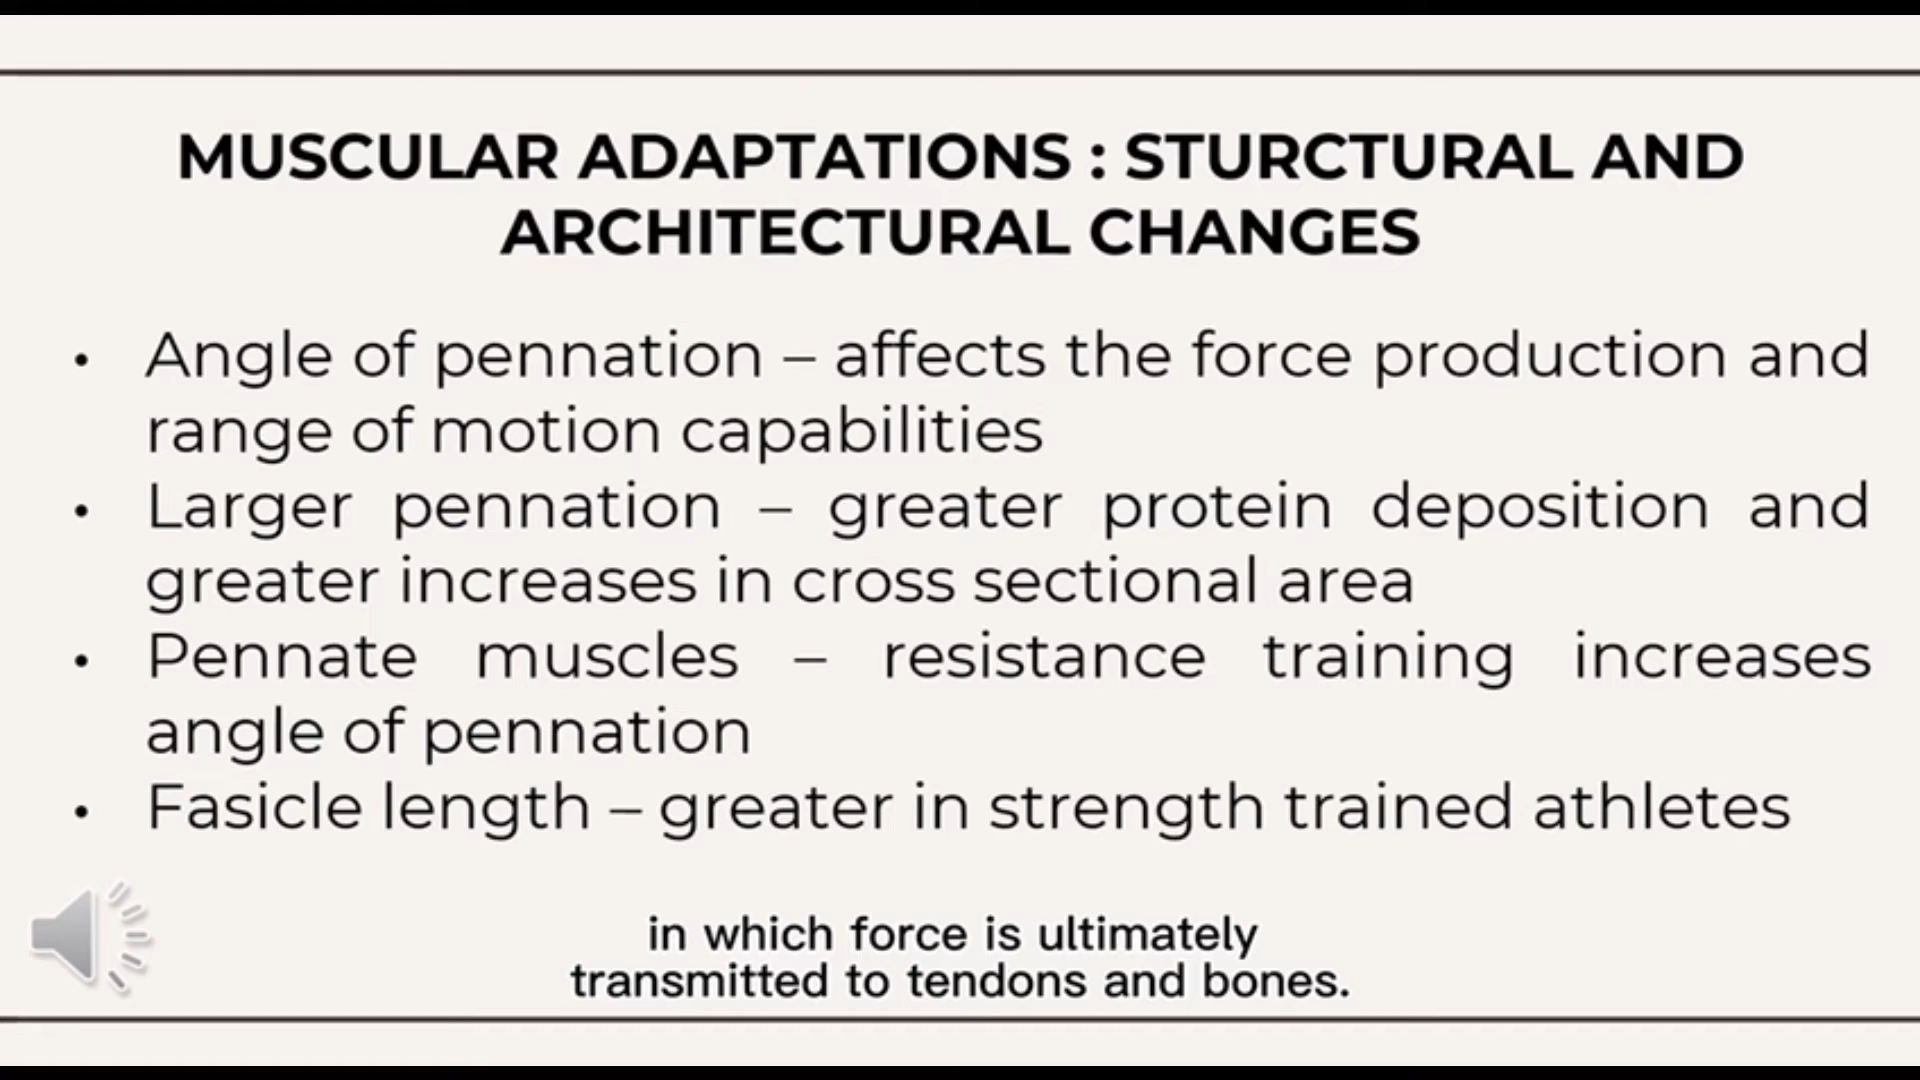 MUSCULAR ADAPTATIONS : STURCTURAL AND
ARCHITECTURAL CHANGES
• Angle of pennation – affects the force production and
range of motion capabilities
• Larger pennation – greater protein deposition and
greater increases in cross sectional area
• Pennate muscles – resistance training increases
angle of pennation
• Fasicle length – greater in strength trained athletes
in which force is ultimately
transmitted to tendons and bones.